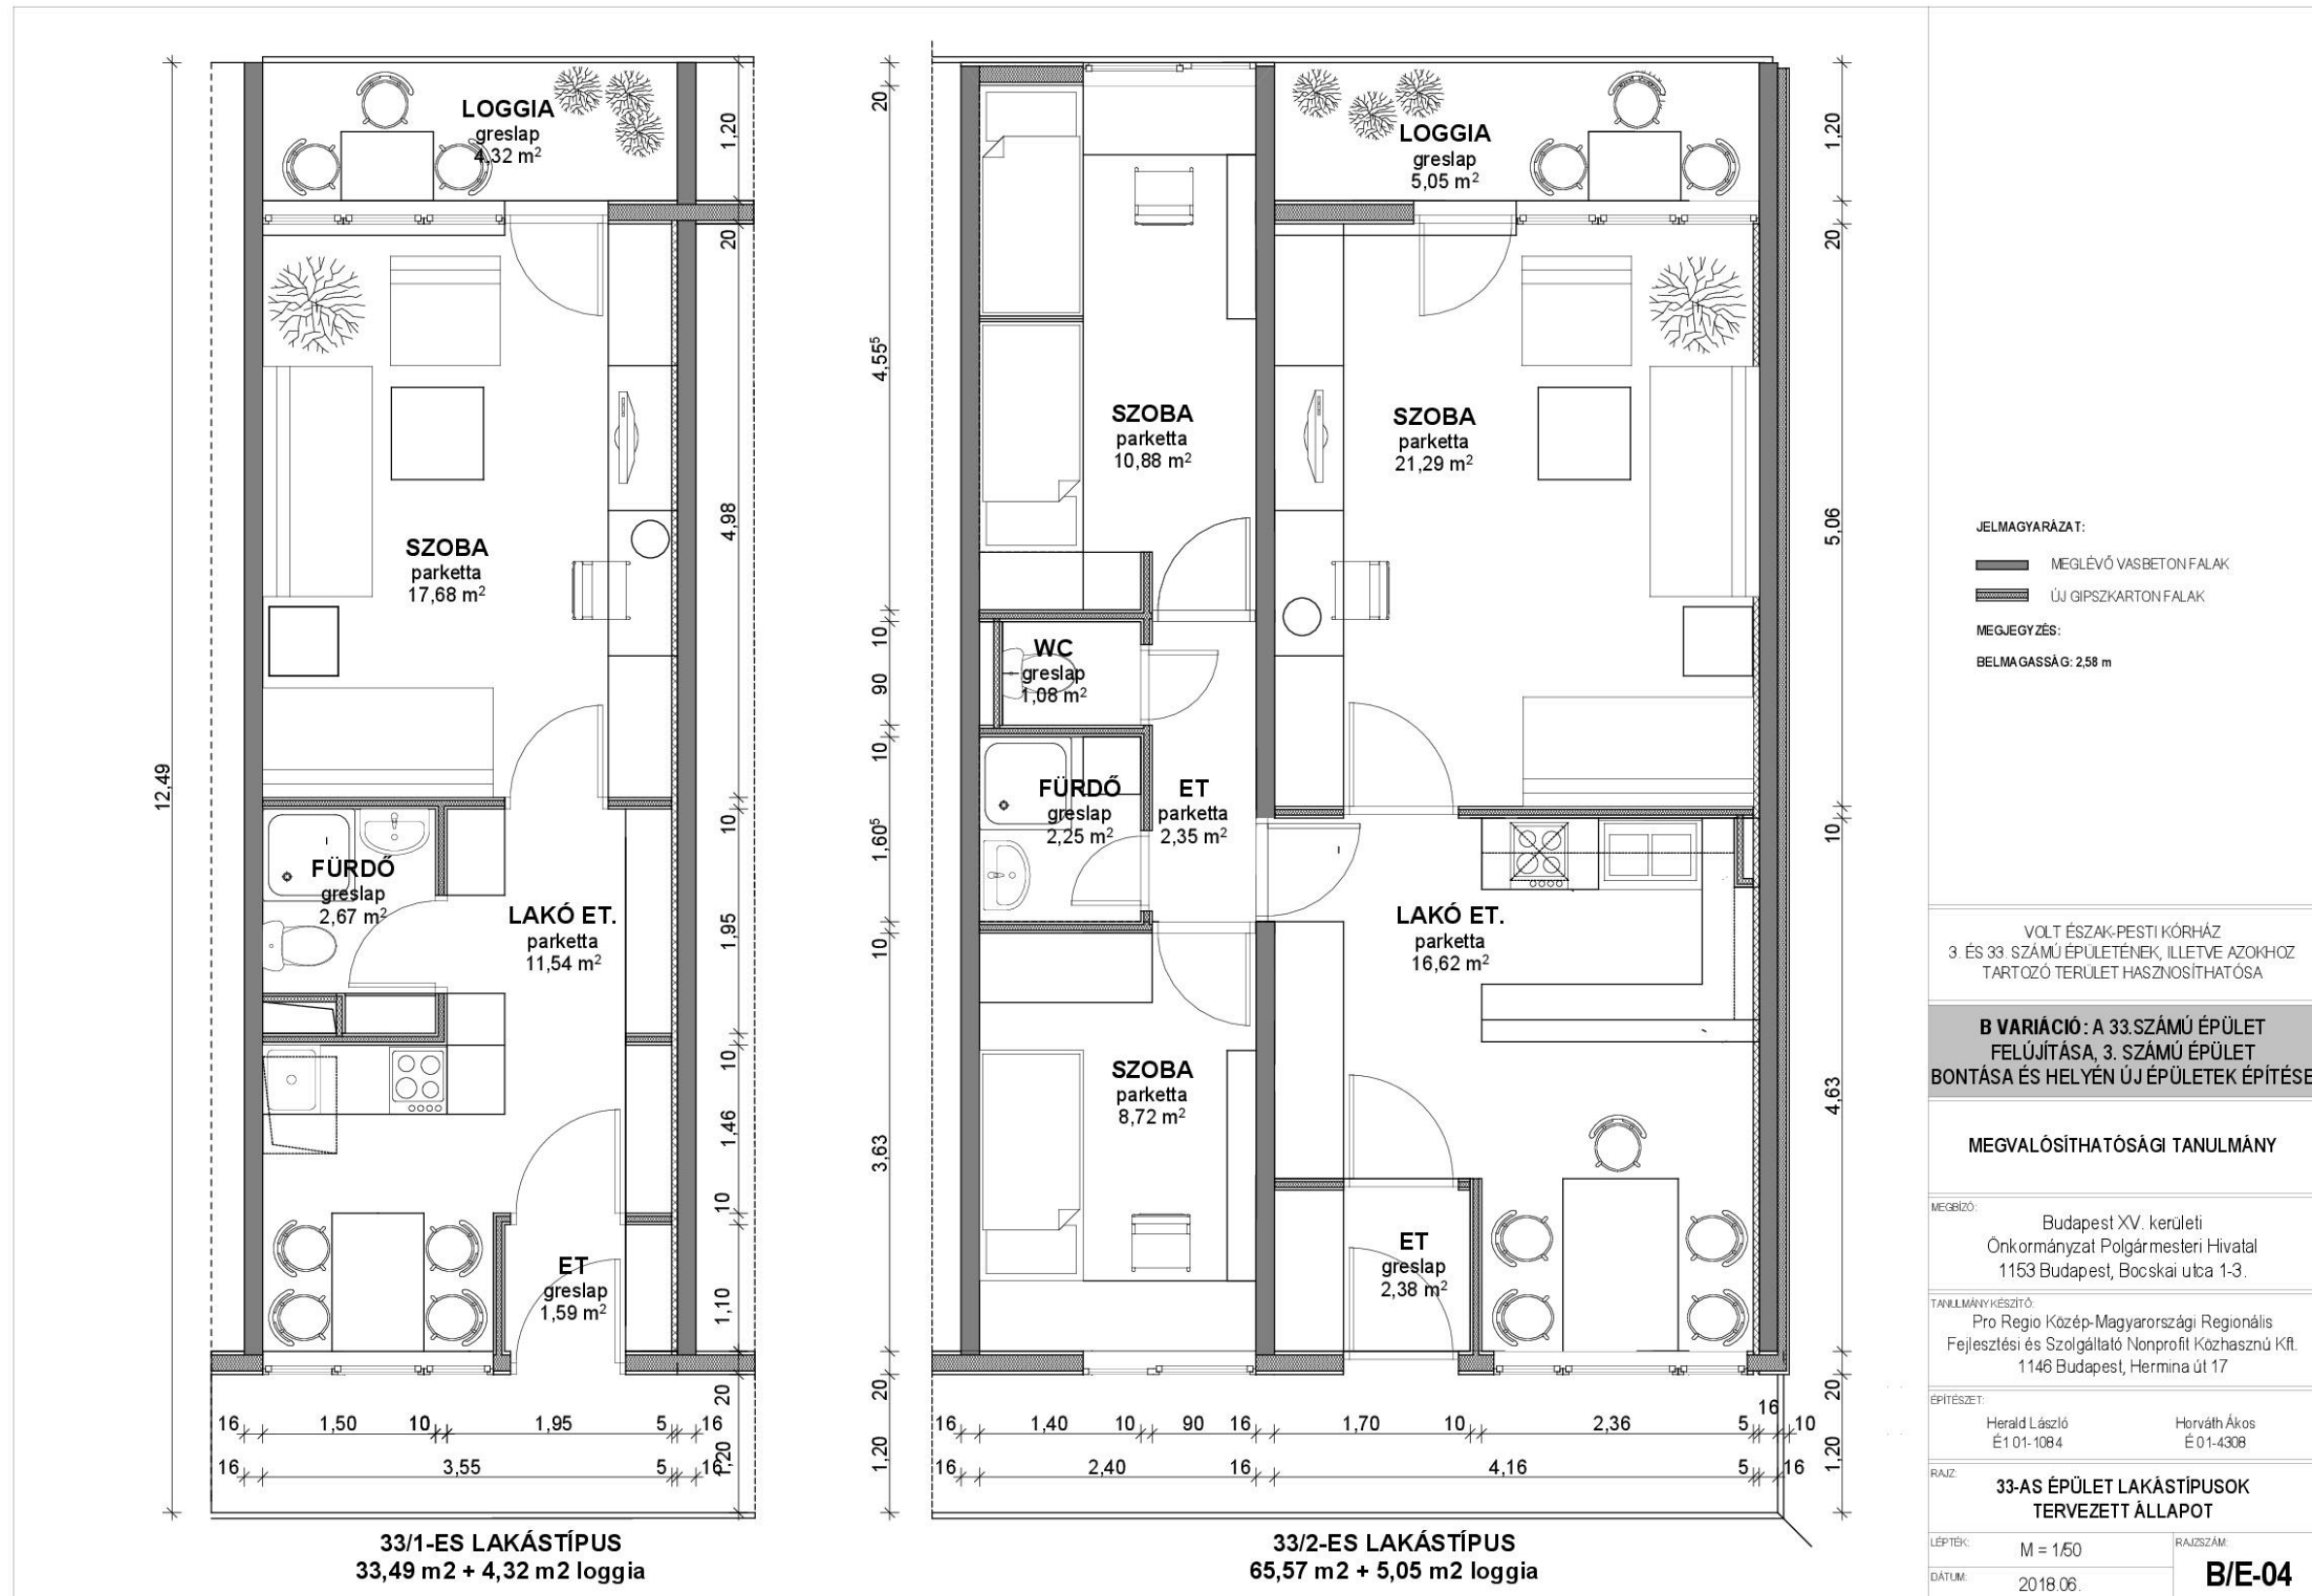 LOGGIA
greslap
4,32 m²
SZOBA
parketta
17,68 m²
FÜRDŐ
greslap
2,67 m²
LAKÓ ET.
parketta
11,54 m²
ET
greslap
1,59 m²
12,49
1,20
20
4,98
10
1,95
10
1,46
10
1,10
20
1,20
16
1,50
10
1,95
5
16
16
3,55
5
16
33/1-ES LAKÁSTÍPUS
33,49 m2 + 4,32 m2 loggia
20
4,55⁵
10
90
10
1,60⁵
10
3,63
20
1,20
LOGGIA
greslap
5,05 m²
SZOBA
parketta
10,88 m²
SZOBA
parketta
21,29 m²
WC
greslap
1,08 m²
FÜRDŐ
greslap
2,25 m²
ET
parketta
2,35 m²
LAKÓ ET.
parketta
16,62 m²
SZOBA
parketta
8,72 m²
ET
greslap
2,38 m²
1,20
20
5,06
10
4,63
20
1,20
16
1,40
10
90
16
1,70
10
2,36
5
16
10
16
2,40
16
4,16
5
16
33/2-ES LAKÁSTÍPUS
65,57 m2 + 5,05 m2 loggia
JELMAGYARÁZAT:
MEGLÉVŐ VASBETON FALAK
ÚJ GIPSZKARTON FALAK
MEGJEGYZÉS:
BELMAGASSÁG: 2,58 m
VOLT ÉSZAK-PESTI KÓRHÁZ
3. ÉS 33. SZÁMÚ ÉPÜLETÉNEK, ILLETVE AZOKHOZ
TARTOZÓ TERÜLET HASZNOSÍTHATÓSA
B VARIÁCIÓ: A 33.SZÁMÚ ÉPÜLET
FELÚJÍTÁSA, 3. SZÁMÚ ÉPÜLET
BONTÁSA ÉS HELYÉN ÚJ ÉPÜLETEK ÉPÍTÉSE
MEGVALÓSÍTHATÓSÁGI TANULMÁNY
MEGBÍZÓ:
Budapest XV. kerületi
Önkormányzat Polgármesteri Hivatal
1153 Budapest, Bocskai utca 1-3.
TANULMÁNY KÉSZÍTŐ:
Pro Regio Közép-Magyarországi Regionális
Fejlesztési és Szolgáltató Nonprofit Közhasznú Kft.
1146 Budapest, Hermina út 17
ÉPÍTÉSZET:
Herald László
É1 01-1084
Horváth Ákos
É 01-4308
RAJZ:
33-AS ÉPÜLET LAKÁSTÍPUSOK
TERVEZETT ÁLLAPOT
LÉPTÉK:
M = 1/50
RAJZSZÁM:
B/E-04
DÁTUM:
2018.06.